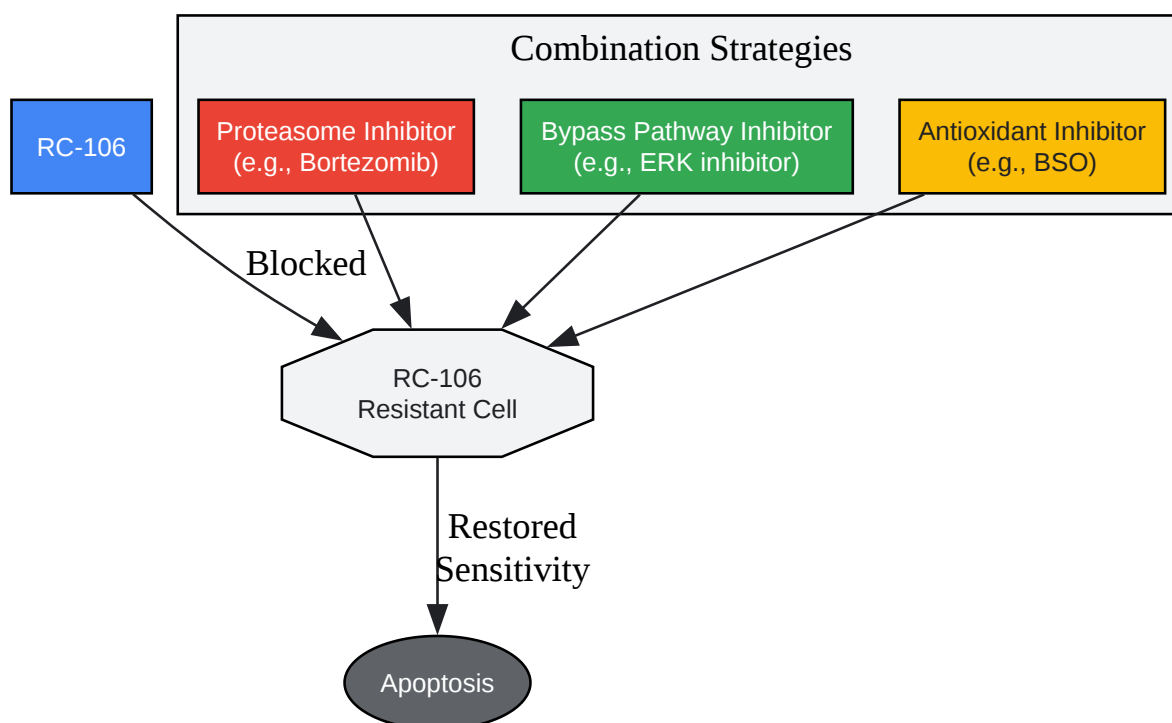 Combination Strategies
RC-106
Proteasome Inhibitor
(e.g., Bortezomib)
Bypass Pathway Inhibitor
(e.g., ERK inhibitor)
Antioxidant Inhibitor
(e.g., BSO)
Blocked
RC-106
Resistant Cell
Restored
Sensitivity
Apoptosis